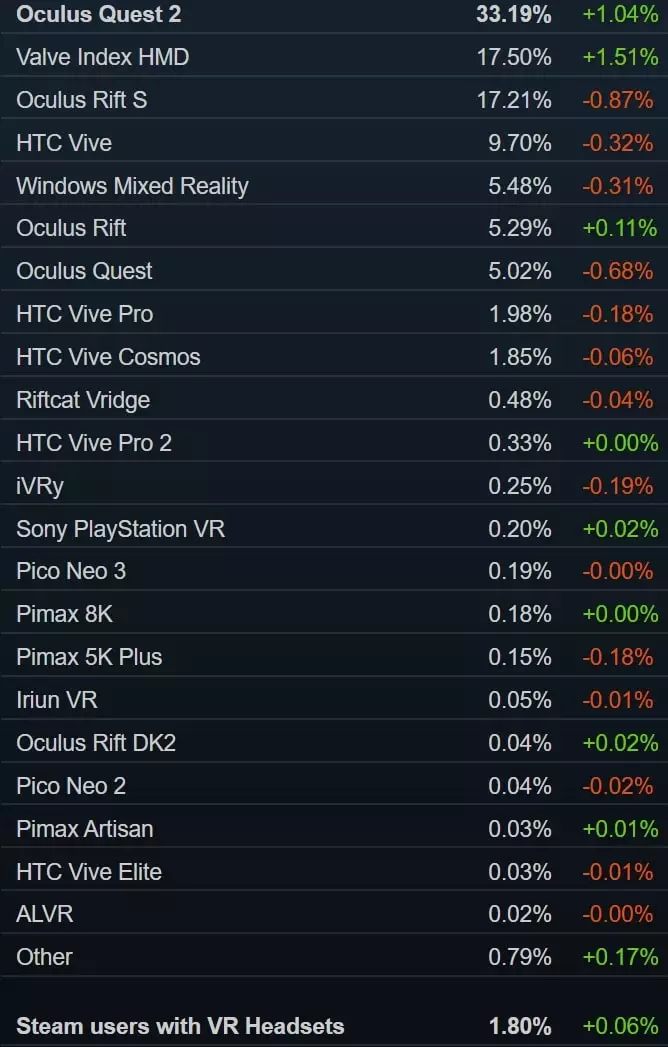 Oculus Quest 2 33.19% +1.04%
Valve Index HMD 17.50% +1.51%
Oculus Rift S 17.21% -0.87%
HTC Vive 9.70% -0.32%
Windows Mixed Reality 5.48% -0.31%
Oculus Rift 5.29% +0.11%
Oculus Quest 5.02% -0.68%
HTC Vive Pro 1.98% -0.18%
HTC Vive Cosmos 1.85% -0.06%
Riftcat Vridge 0.48% -0.04%
HTC Vive Pro 2 0.33% +0.00%
iVRy 0.25% -0.19%
Sony PlayStation VR 0.20% +0.02%
Pico Neo 3 0.19% -0.00%
Pimax 8K 0.18% +0.00%
Pimax 5K Plus 0.15% -0.18%
Iriun VR 0.05% -0.01%
Oculus Rift DK2 0.04% +0.02%
Pico Neo 2 0.04% -0.02%
Pimax Artisan 0.03% +0.01%
HTC Vive Elite 0.03% -0.01%
ALVR 0.02% -0.00%
Other 0.79% +0.17%
Steam users with VR Headsets 1.80% +0.06%